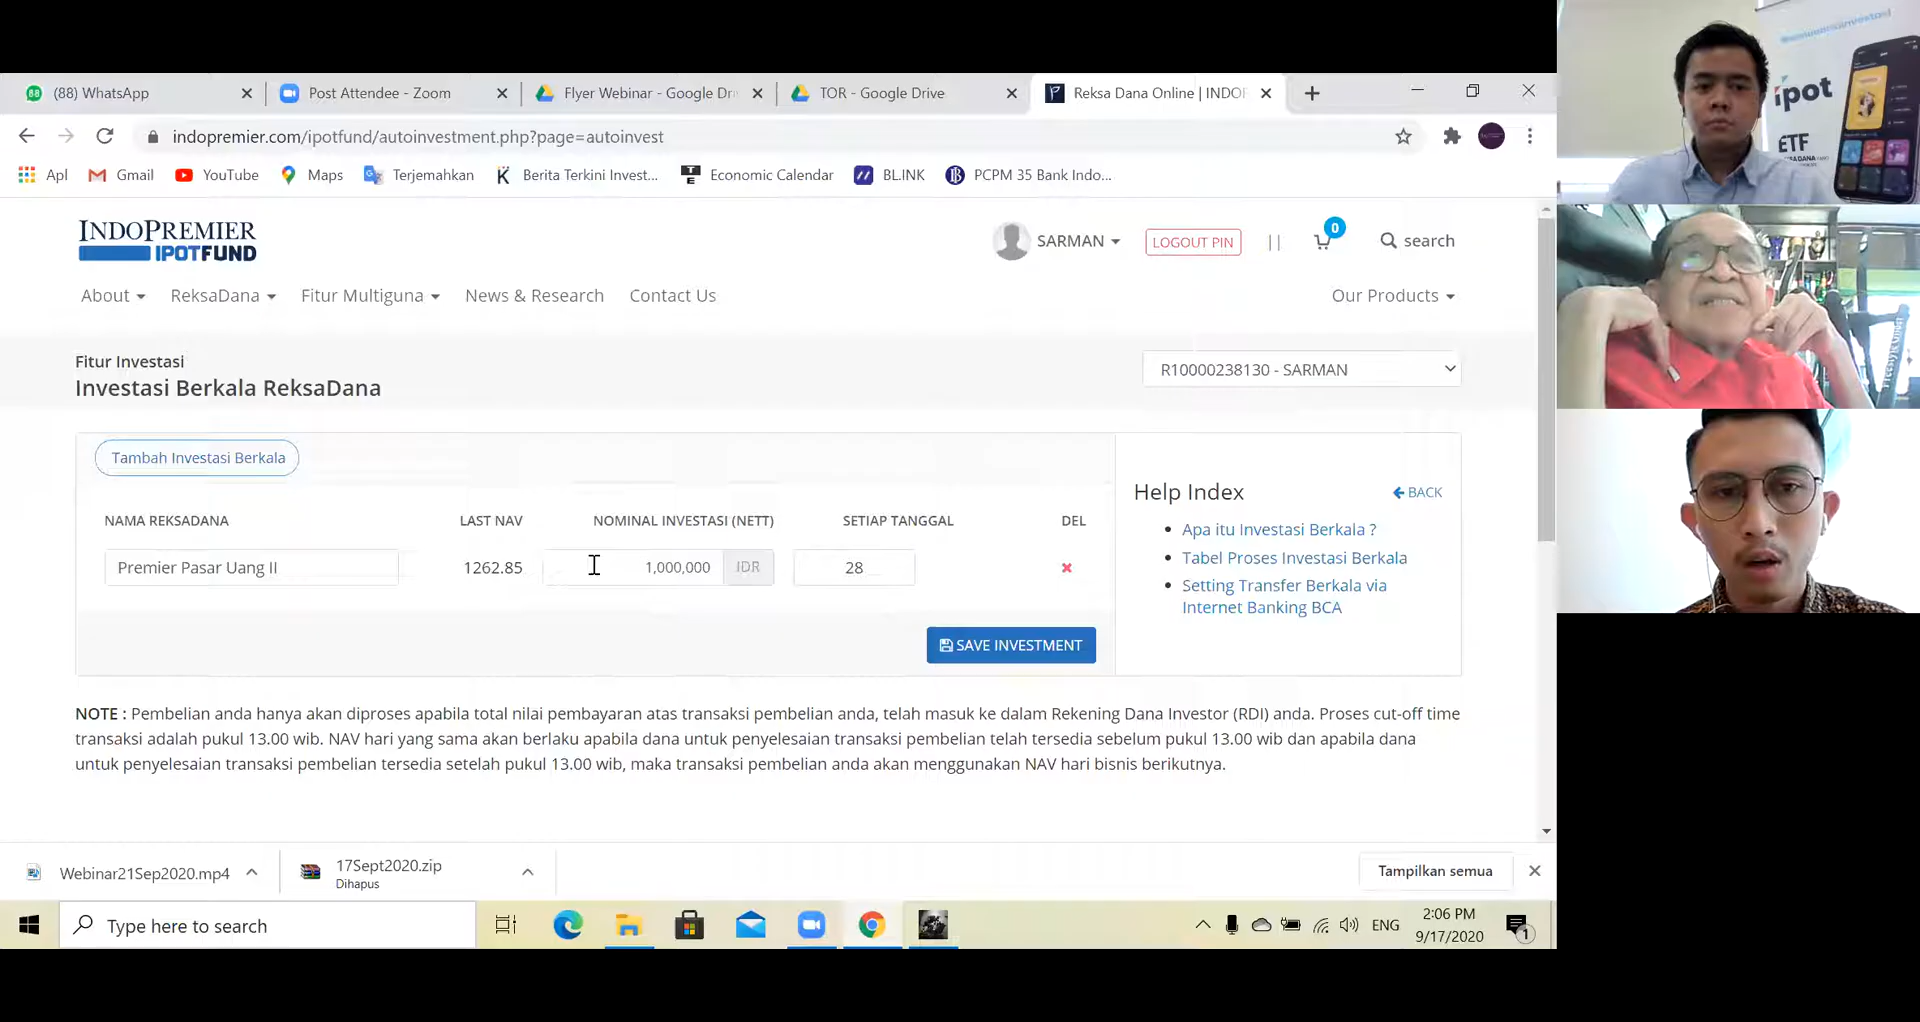 (88) WhatsApp
Post Attendee - Zoom
Flyer Webinar - Google Dri
TOR - Google Drive
Reksa Dana Online | INDOP
indopremier.com/ipotfund/autoinvestment.php?page=autoinvest
Apl
Gmail
YouTube
Maps
Terjemahkan
Berita Terkini Invest...
Economic Calendar
BL.INK
PCPM 35 Bank Indo...
INDOPREMIER
IPOTFUND
SARMAN
LOGOUT PIN
||
0
search
About
ReksaDana
Fitur Multiguna
News & Research
Contact Us
Our Products
Fitur Investasi
Investasi Berkala ReksaDana
R10000238130 - SARMAN
Tambah Investasi Berkala
NAMA REKSADANA LAST NAV NOMINAL INVESTASI (NETT) SETIAP TANGGAL DEL
Premier Pasar Uang II 1262.85 1,000,000 IDR 28
SAVE INVESTMENT
Help Index
BACK
Apa itu Investasi Berkala ?
Tabel Proses Investasi Berkala
Setting Transfer Berkala via
Internet Banking BCA
NOTE : Pembelian anda hanya akan diproses apabila total nilai pembayaran atas transaksi pembelian anda, telah masuk ke dalam Rekening Dana Investor (RDI) anda. Proses cut-off time
transaksi adalah pukul 13.00 wib. NAV hari yang sama akan berlaku apabila dana untuk penyelesaian transaksi pembelian telah tersedia sebelum pukul 13.00 wib dan apabila dana
untuk penyelesaian transaksi pembelian tersedia setelah pukul 13.00 wib, maka transaksi pembelian anda akan menggunakan NAV hari bisnis berikutnya.
Webinar21Sep2020.mp4
17Sept2020.zip
Dihapus
Tampilkan semua
Type here to search
ENG
2:06 PM
9/17/2020
1
ipot
ETF